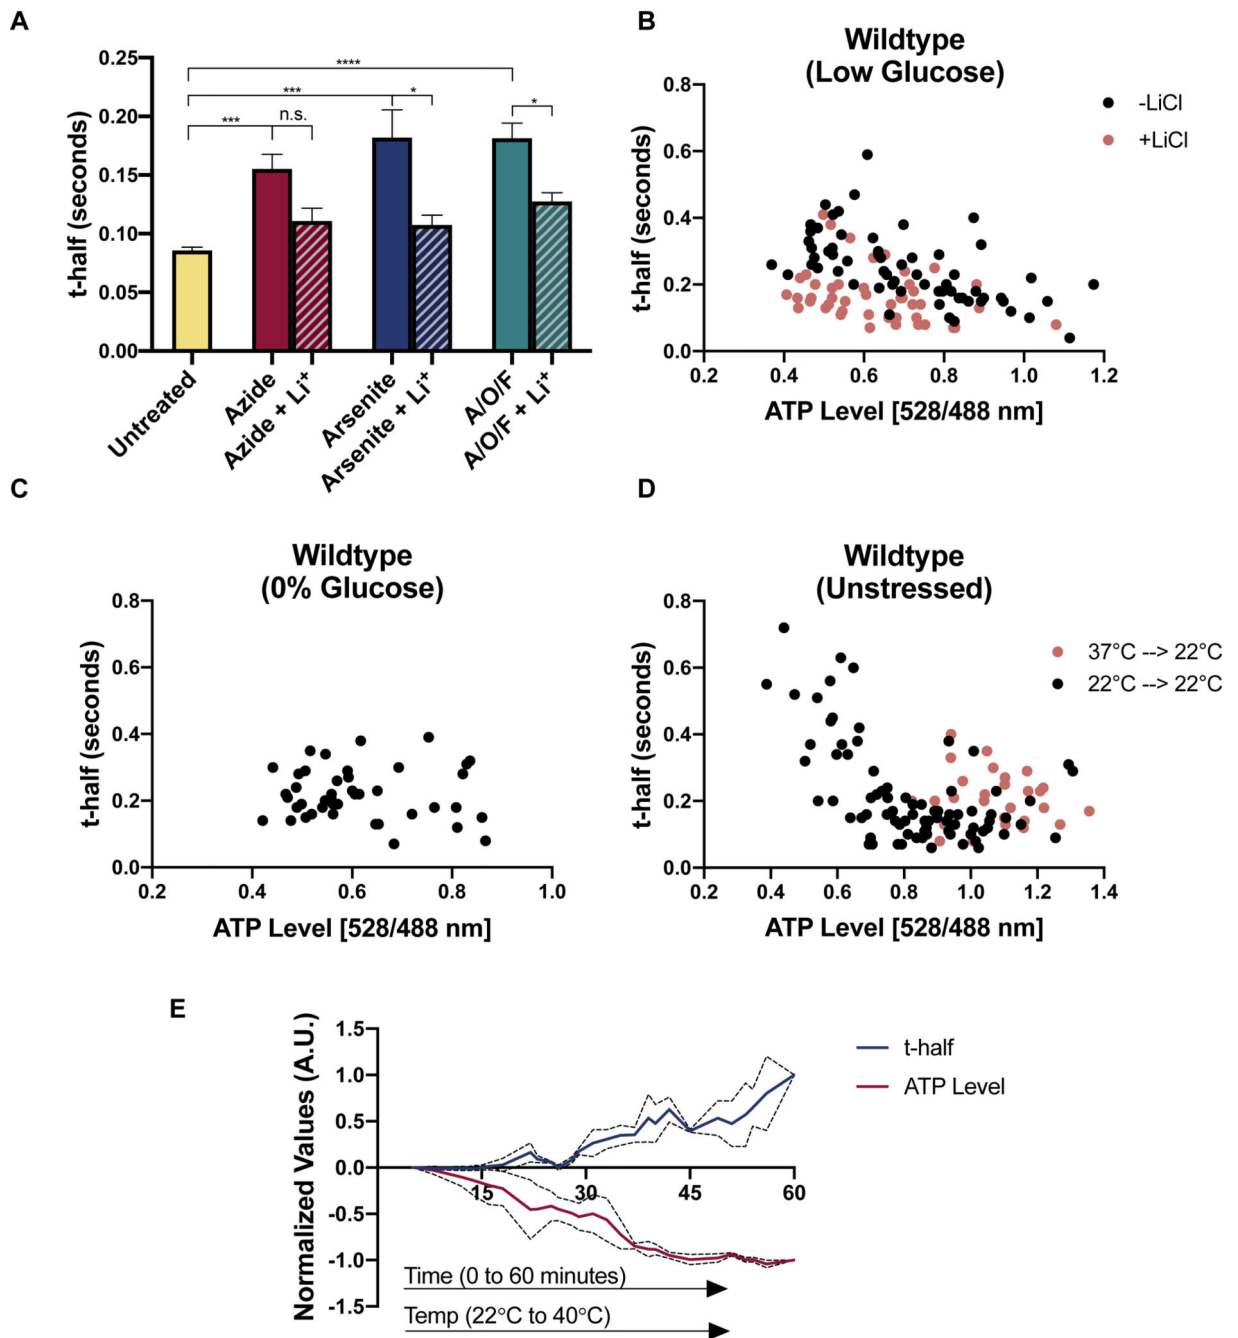 A
t-half (seconds)
0.25
0.20
0.15
0.10
0.05
0.00
****
***
*
***
n.s.
*
Untreated
Azide
Azide + Li⁺
Arsenite
Arsenite + Li⁺
A/O/F
A/O/F + Li⁺
B
Wildtype
(Low Glucose)
t-half (seconds)
0.8
0.6
0.4
0.2
0.0
0.2 0.4 0.6 0.8 1.0 1.2
ATP Level [528/488 nm]
-LiCl
+LiCl
C
Wildtype
(0% Glucose)
t-half (seconds)
0.8
0.6
0.4
0.2
0.0
0.2 0.4 0.6 0.8 1.0
ATP Level [528/488 nm]
D
Wildtype
(Unstressed)
t-half (seconds)
0.8
0.6
0.4
0.2
0.0
0.2 0.4 0.6 0.8 1.0 1.2 1.4
ATP Level [528/488 nm]
37°C --> 22°C
22°C --> 22°C
E
Normalized Values (A.U.)
1.5
1.0
0.5
0.0
-0.5
-1.0
-1.5
15 30 45 60
t-half
ATP Level
Time (0 to 60 minutes)
Temp (22°C to 40°C)